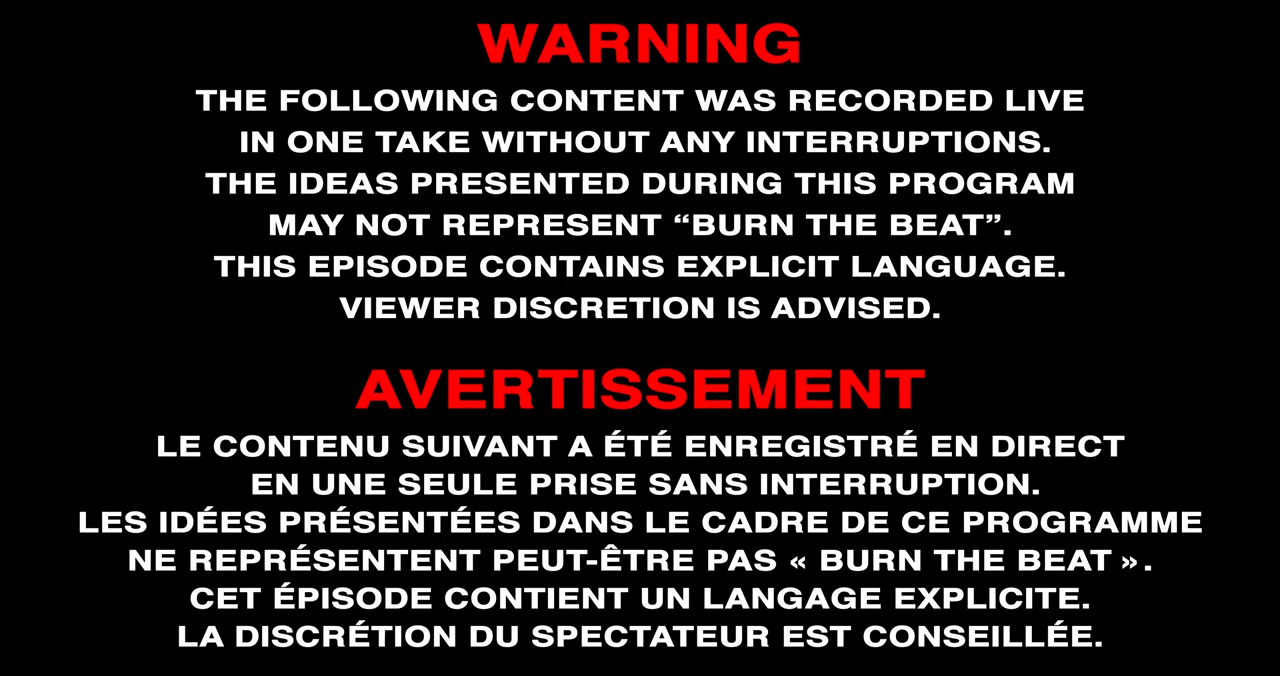 WARNING
THE FOLLOWING CONTENT WAS RECORDED LIVE
IN ONE TAKE WITHOUT ANY INTERRUPTIONS.
THE IDEAS PRESENTED DURING THIS PROGRAM
MAY NOT REPRESENT “BURN THE BEAT”.
THIS EPISODE CONTAINS EXPLICIT LANGUAGE.
VIEWER DISCRETION IS ADVISED.
AVERTISSEMENT
LE CONTENU SUIVANT A ÉTÉ ENREGISTRÉ EN DIRECT
EN UNE SEULE PRISE SANS INTERRUPTION.
LES IDÉES PRÉSENTÉES DANS LE CADRE DE CE PROGRAMME
NE REPRÉSENTENT PEUT-ÊTRE PAS « BURN THE BEAT ».
CET ÉPISODE CONTIENT UN LANGAGE EXPLICITE.
LA DISCRÉTION DU SPECTATEUR EST CONSEILLÉE.